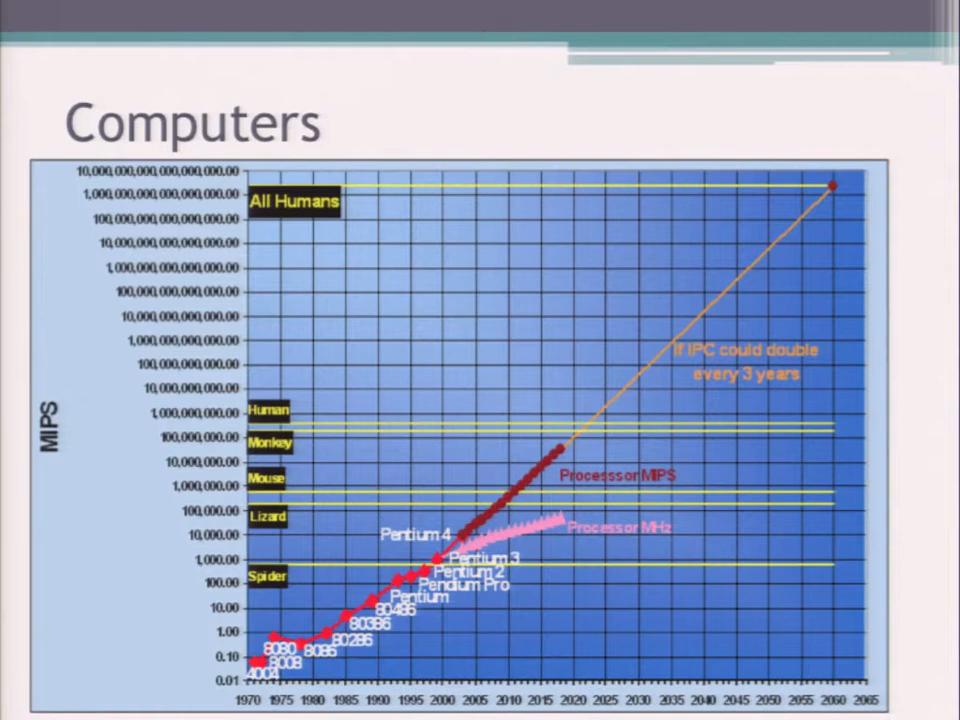 Computers
10,000,000,000,000,000,000.00
1,000,000,000,000,000,000.00
100,000,000,000,000,000.00
10,000,000,000,000,000.00
1,000,000,000,000,000.00
100,000,000,000,000.00
10,000,000,000,000.00
1,000,000,000,000.00
100,000,000,000.00
10,000,000,000.00
1,000,000,000.00
100,000,000.00
10,000,000.00
1,000,000.00
100,000.00
10,000.00
1,000.00
100.00
10.00
1.00
0.10
0.01
MIPS
All Humans
Human
Monkey
Mouse
Lizard
Spider
If IPC could double
every 3 years
Processsor MIPS
Processor MHz
Pentium 4
Pentium 3
Pentium 2
Pendium Pro
Pentium
80486
80386
80286
8086
8080
8008
4004
1970 1975 1980 1985 1990 1995 2000 2005 2010 2015 2020 2025 2030 2035 2040 2045 2050 2055 2060 2065